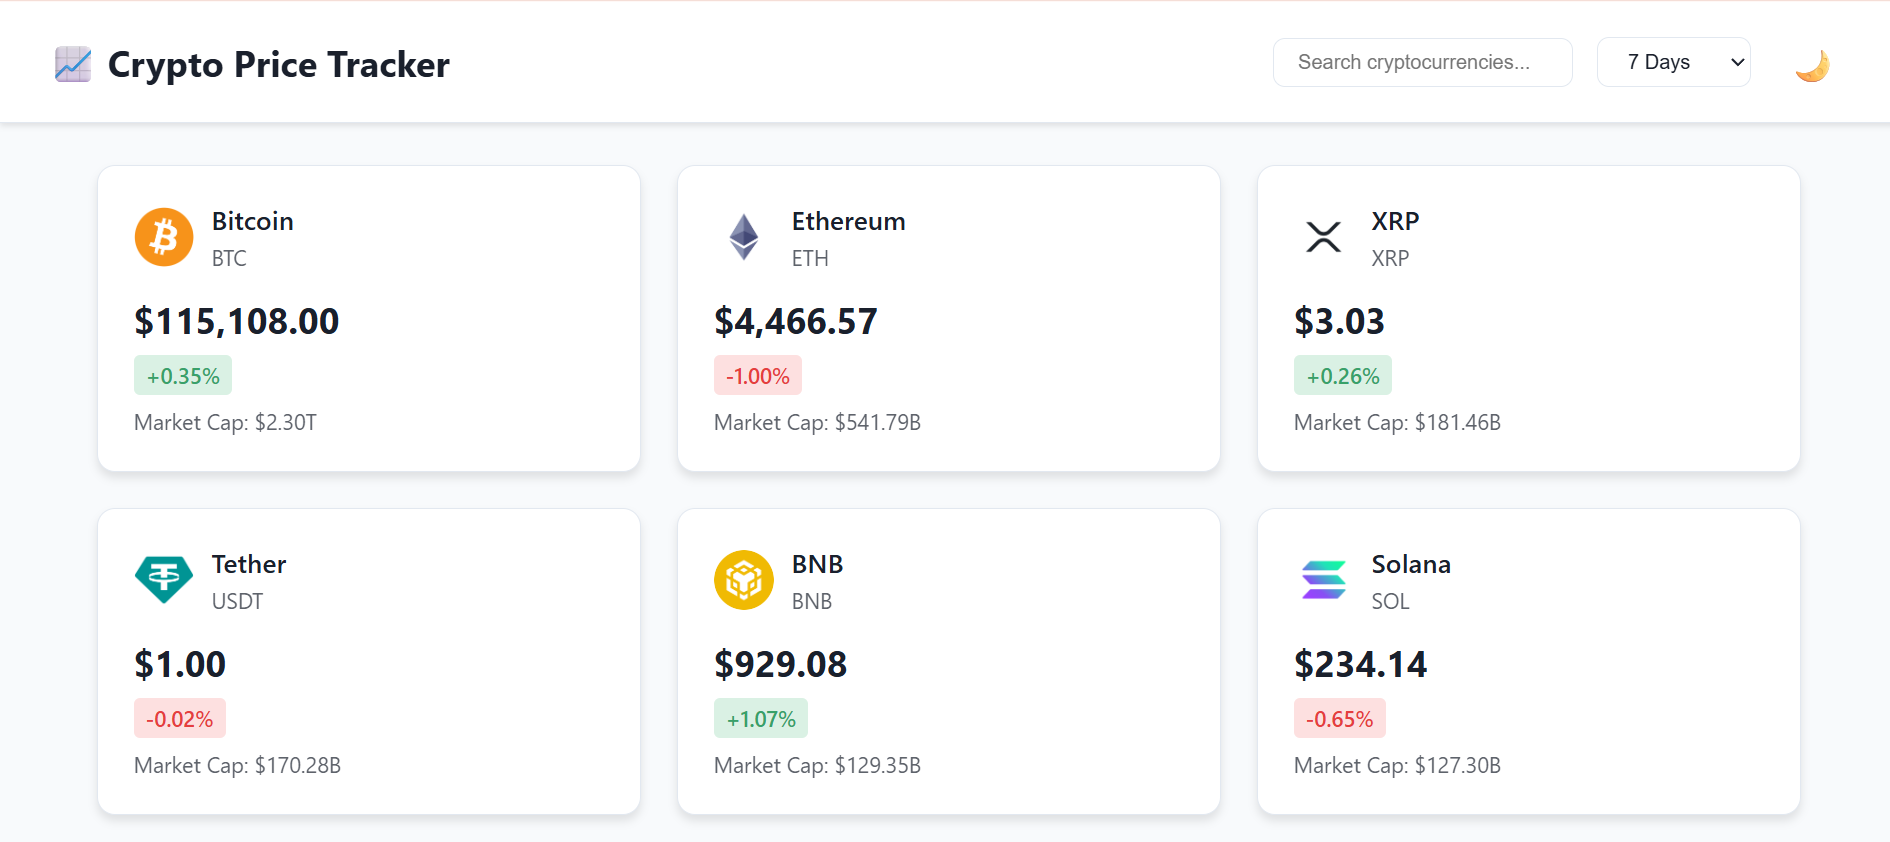 Crypto Price Tracker
Search cryptocurrencies...
7 Days
Bitcoin
BTC
$115,108.00
+0.35%
Market Cap: $2.30T
Ethereum
ETH
$4,466.57
-1.00%
Market Cap: $541.79B
XRP
XRP
$3.03
+0.26%
Market Cap: $181.46B
Tether
USDT
$1.00
-0.02%
Market Cap: $170.28B
BNB
BNB
$929.08
+1.07%
Market Cap: $129.35B
Solana
SOL
$234.14
-0.65%
Market Cap: $127.30B